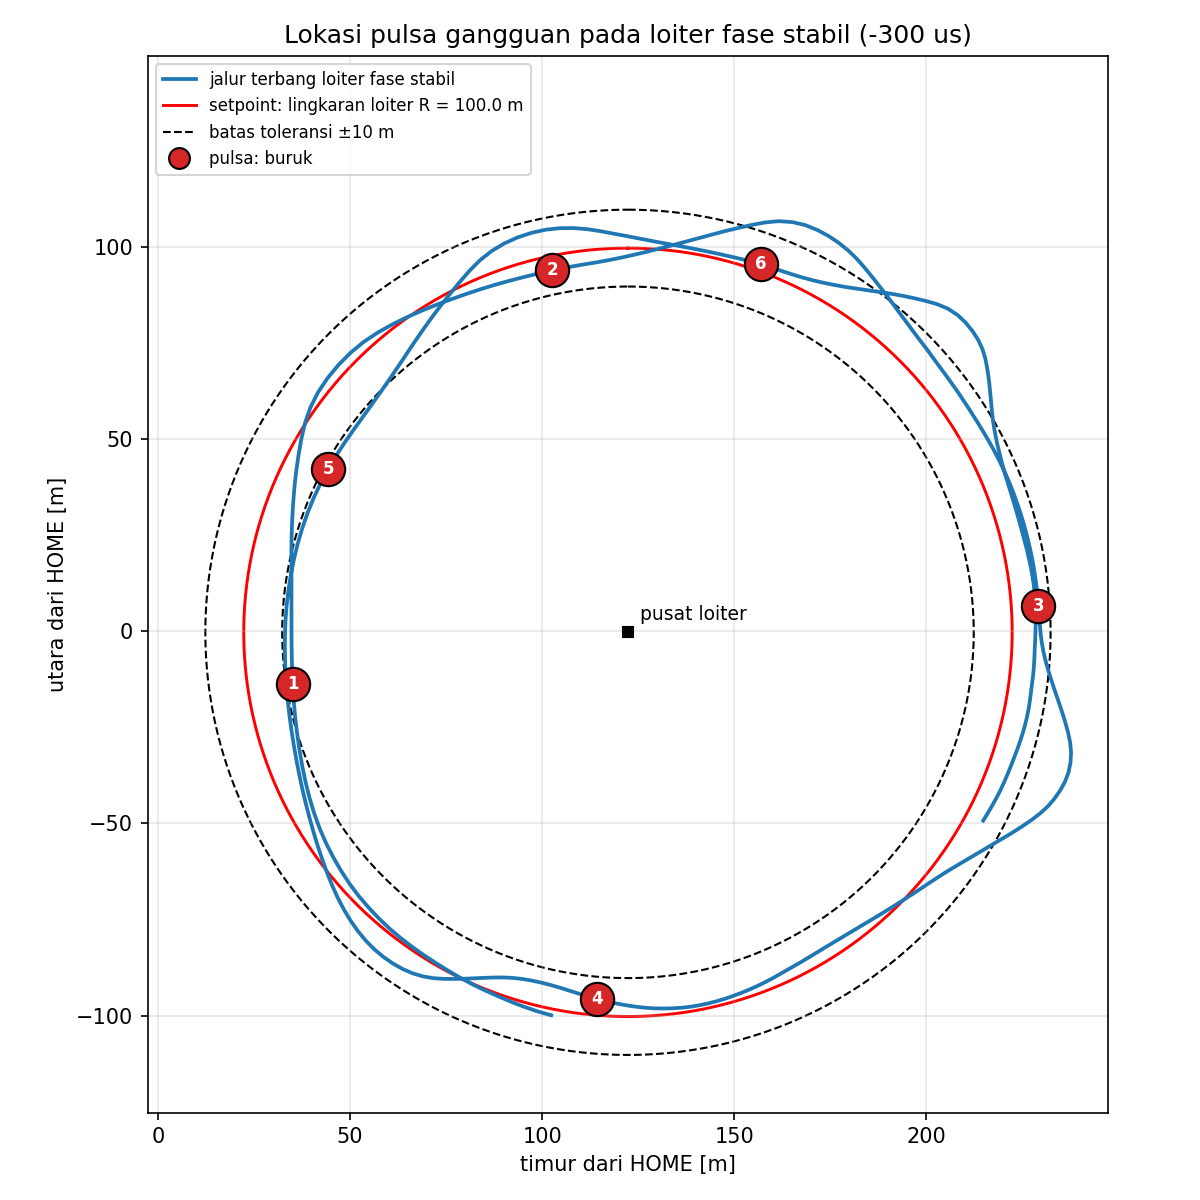 Lokasi pulsa gangguan pada loiter fase stabil (-300 us)
jalur terbang loiter fase stabil
setpoint: lingkaran loiter R = 100.0 m
batas toleransi ±10 m
pulsa: buruk
100
50
0
−50
−100
utara dari HOME [m]
2
6
5
3
pusat loiter
1
4
0
50
100
150
200
timur dari HOME [m]